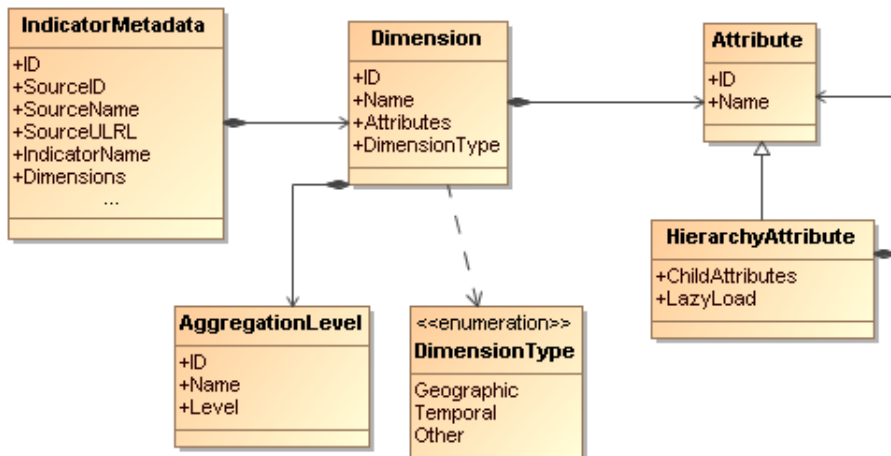 IndicatorMetadata
+ID
+SourceID
+SourceName
+SourceULRL
+IndicatorName
+Dimensions
...
Dimension
+ID
+Name
+Attributes
+DimensionType
Attribute
+ID
+Name
HierarchyAttribute
+ChildAttributes
+LazyLoad
AggregationLevel
+ID
+Name
+Level
<<enumeration>>
DimensionType
Geographic
Temporal
Other